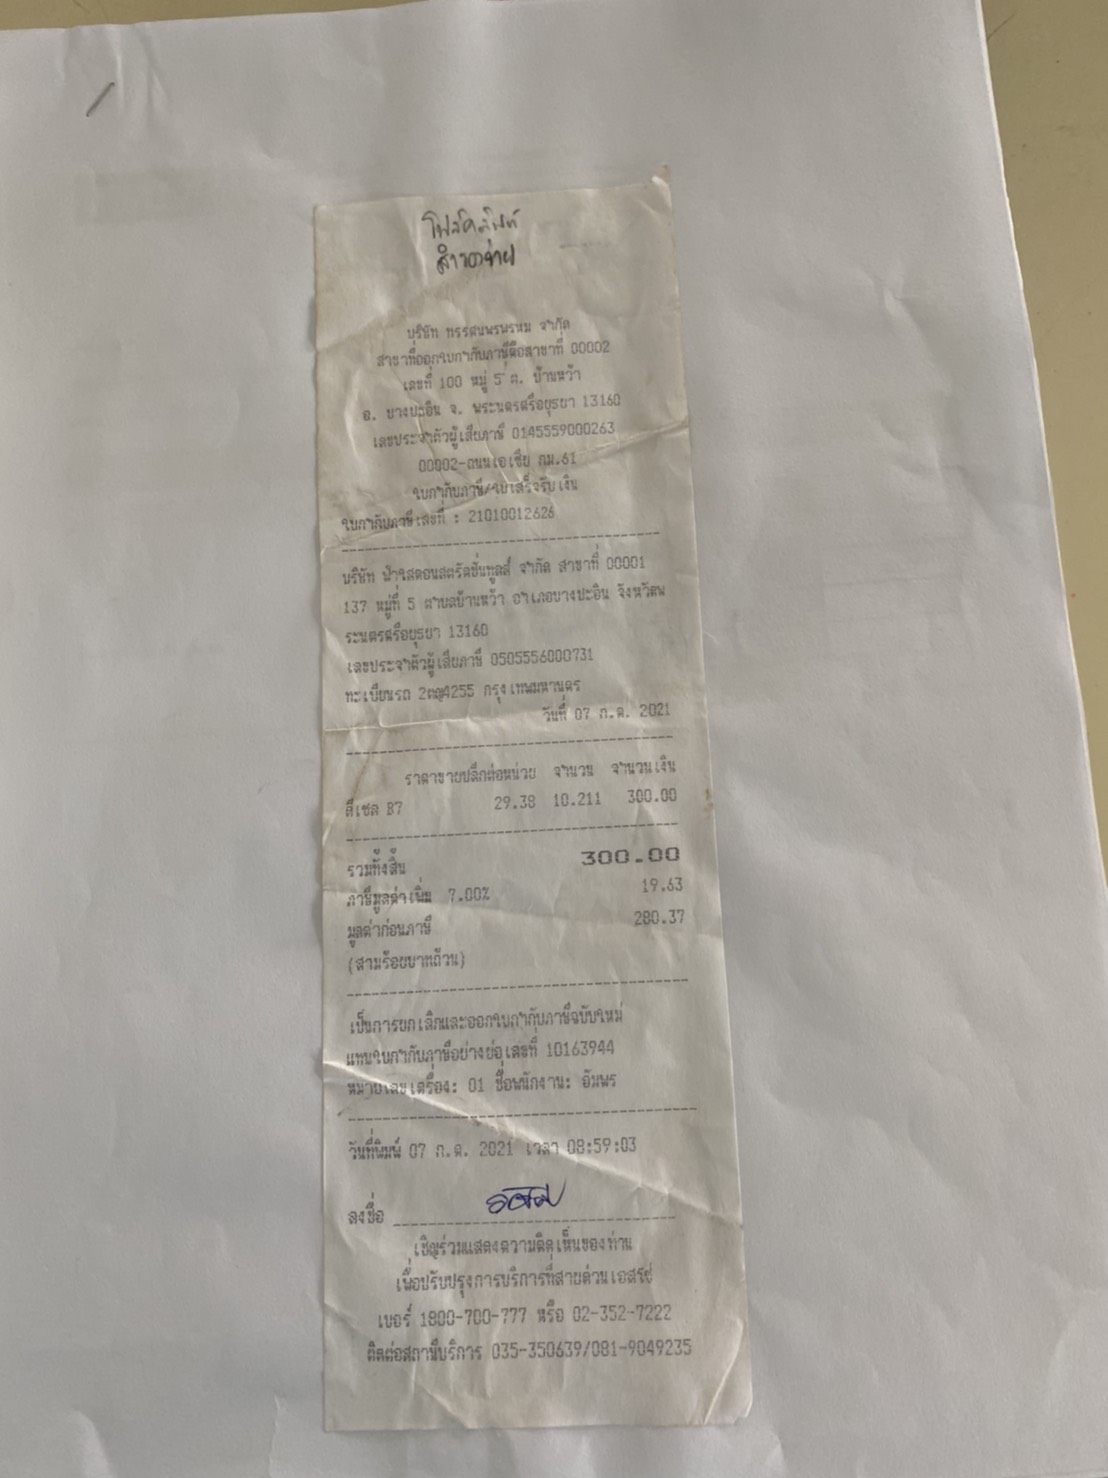 สำรองจ่าย
บริษัท ทรรศนพรพรหม จำกัด
สาขาที่ออกใบกำกับภาษีคือสาขาที่ 00002
เลขที่ 100 หมู่ 5 ต. บ้านหว้า
อ. บางปะอิน จ. พระนครศรีอยุธยา 13160
เลขประจำตัวผู้เสียภาษี 0145559000263
00002-ถนนเอเซีย กม.61
ใบกำกับภาษี/ใบเสร็จรับเงิน
ใบกำกับภาษีเลขที่ : 21010012626
บริษัท ฟ้าใสคอนสตรัคชั่นทูลส์ จำกัด สาขาที่ 00001
137 หมู่ที่ 5 ตำบลบ้านหว้า อำเภอบางปะอิน จังหวัดพ
ระนครศรีอยุธยา 13160
เลขประจำตัวผู้เสียภาษี 0505556000731
ทะเบียนรถ 2ฒญ4255 กรุงเทพมหานคร
วันที่ 07 ก.ค. 2021
ราคาขายปลีกต่อหน่วย จำนวน จำนวนเงิน
ดีเซล B7 29.38 10.211 300.00
รวมทั้งสิ้น 300.00
ภาษีมูลค่าเพิ่ม 7.00% 19.63
มูลค่าก่อนภาษี 280.37
(สามร้อยบาทถ้วน)
เป็นการยกเลิกและออกใบกำกับภาษีฉบับใหม่
แทนใบกำกับภาษีอย่างย่อเลขที่ 10163944
หมายเลขเครื่อง: 01 ชื่อพนักงาน: อัมพร
วันที่พิมพ์ 07 ก.ค. 2021 เวลา 08:59:03
ลงชื่อ
เชิญร่วมแสดงความคิดเห็นของท่าน
เพื่อปรับปรุงการบริการที่สายด่วนเอสโซ่
เบอร์ 1800-700-777 หรือ 02-352-7222
ติดต่อสถานีบริการ 035-350639/081-9049235